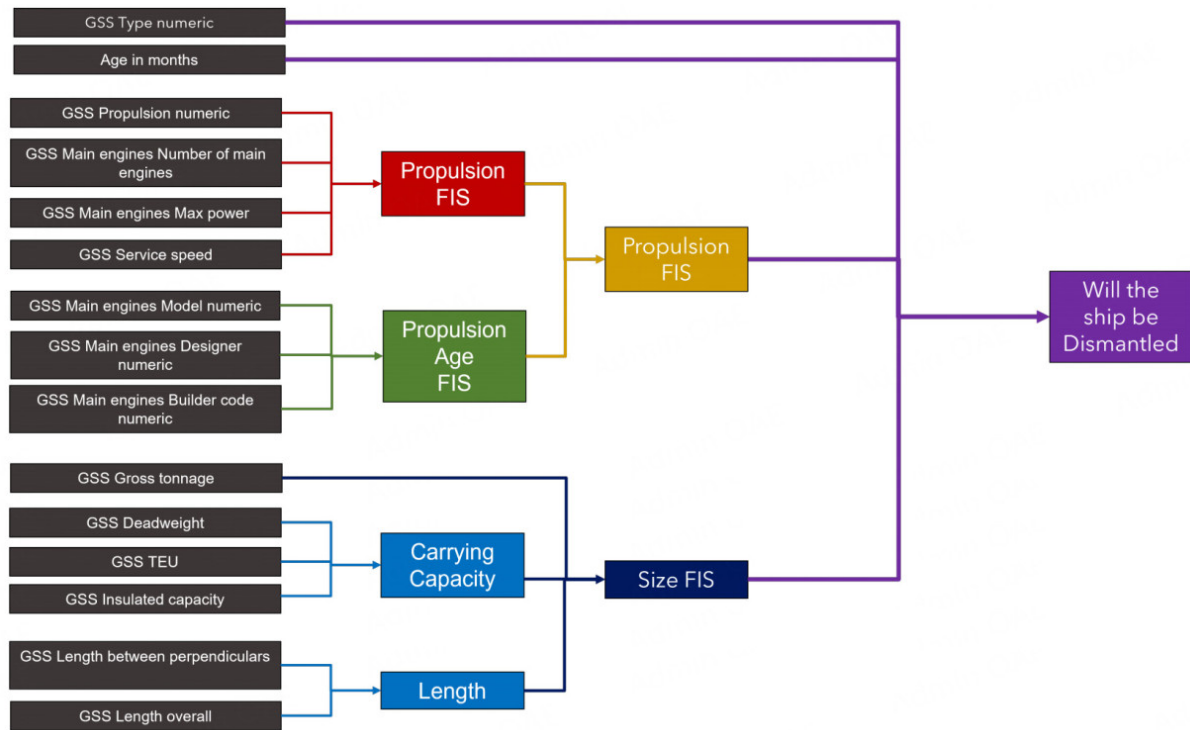 GSS Type numeric
Age in months
GSS Propulsion numeric
GSS Main engines Number of main
engines
GSS Main engines Max power
GSS Service speed
Propulsion
FIS
GSS Main engines Model numeric
GSS Main engines Designer
numeric
GSS Main engines Builder code
numeric
Propulsion
Age
FIS
Propulsion
FIS
GSS Gross tonnage
GSS Deadweight
GSS TEU
GSS Insulated capacity
Carrying
Capacity
GSS Length between perpendiculars
GSS Length overall
Length
Size FIS
Will the
ship be
Dismantled